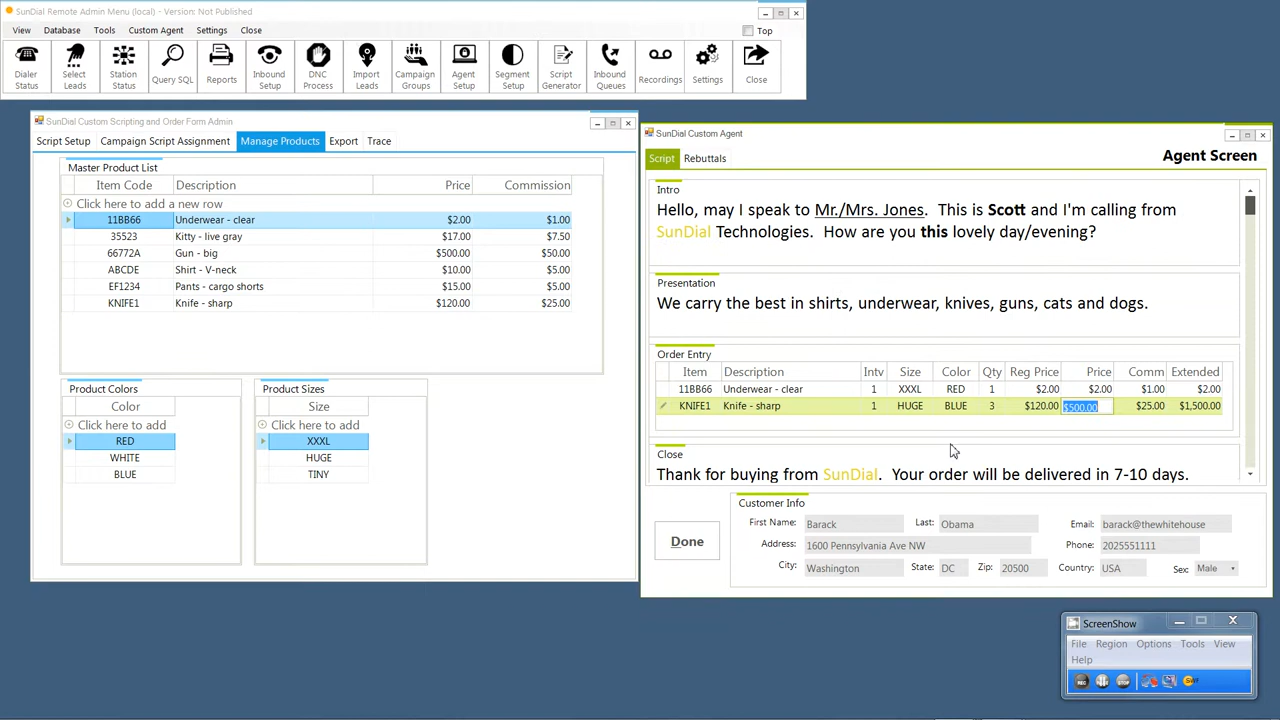 SunDial Remote Admin Menu (local) - Version: Not Published
View Database Tools Custom Agent Settings Close Top
Dialer Status
Select Leads
Station Status
Query SQL
Reports
Inbound Setup
DNC Process
Import Leads
Campaign Groups
Agent Setup
Segment Setup
Script Generator
Inbound Queues
Recordings
Settings
Close
SunDial Custom Scripting and Order Form Admin
Script Setup Campaign Script Assignment Manage Products Export Trace
Master Product List
Item Code Description Price Commission
Click here to add a new row
11BB66 Underwear - clear $2.00 $1.00
35523 Kitty - live gray $17.00 $7.50
66772A Gun - big $500.00 $50.00
ABCDE Shirt - V-neck $10.00 $5.00
EF1234 Pants - cargo shorts $15.00 $5.00
KNIFE1 Knife - sharp $120.00 $25.00
Product Colors
Color
Click here to add
RED
WHITE
BLUE
Product Sizes
Size
Click here to add
XXXL
HUGE
TINY
SunDial Custom Agent
Script Rebuttals Agent Screen
Intro
Hello, may I speak to Mr./Mrs. Jones. This is Scott and I'm calling from
SunDial Technologies. How are you this lovely day/evening?
Presentation
We carry the best in shirts, underwear, knives, guns, cats and dogs.
Order Entry
Item Description Intv Size Color Qty Reg Price Price Comm Extended
11BB66 Underwear - clear 1 XXXL RED 1 $2.00 $2.00 $1.00 $2.00
KNIFE1 Knife - sharp 1 HUGE BLUE 3 $120.00 $500.00 $25.00 $1,500.00
Close
Thank for buying from SunDial. Your order will be delivered in 7-10 days.
Done
Customer Info
First Name: Barack Last: Obama Email: barack@thewhitehouse
Address: 1600 Pennsylvania Ave NW Phone: 2025551111
City: Washington State: DC Zip: 20500 Country: USA Sex: Male
ScreenShow
File Region Options Tools View
Help
REC STOP SWF